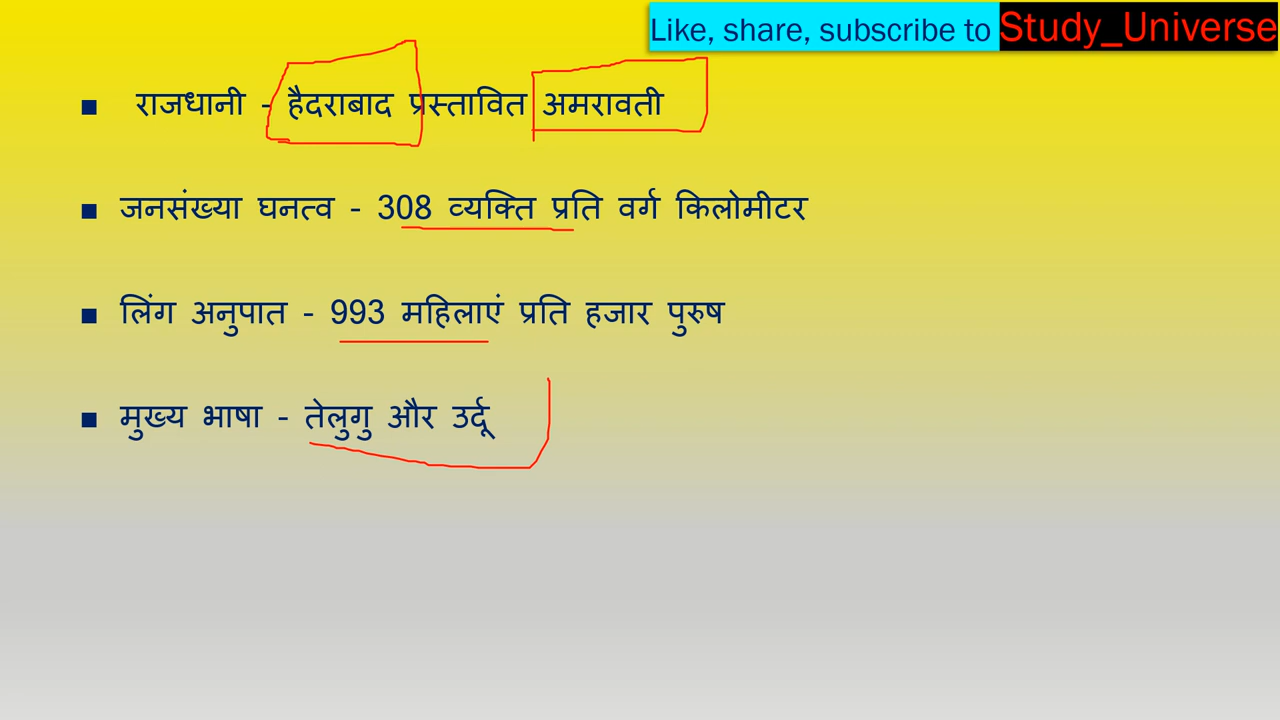 Like, share, subscribe to Study_Universe
▪ राजधानी - हैदराबाद प्रस्तावित अमरावती
▪ जनसंख्या घनत्व - 308 व्यक्ति प्रति वर्ग किलोमीटर
▪ लिंग अनुपात - 993 महिलाएं प्रति हजार पुरुष
▪ मुख्य भाषा - तेलुगु और उर्दू